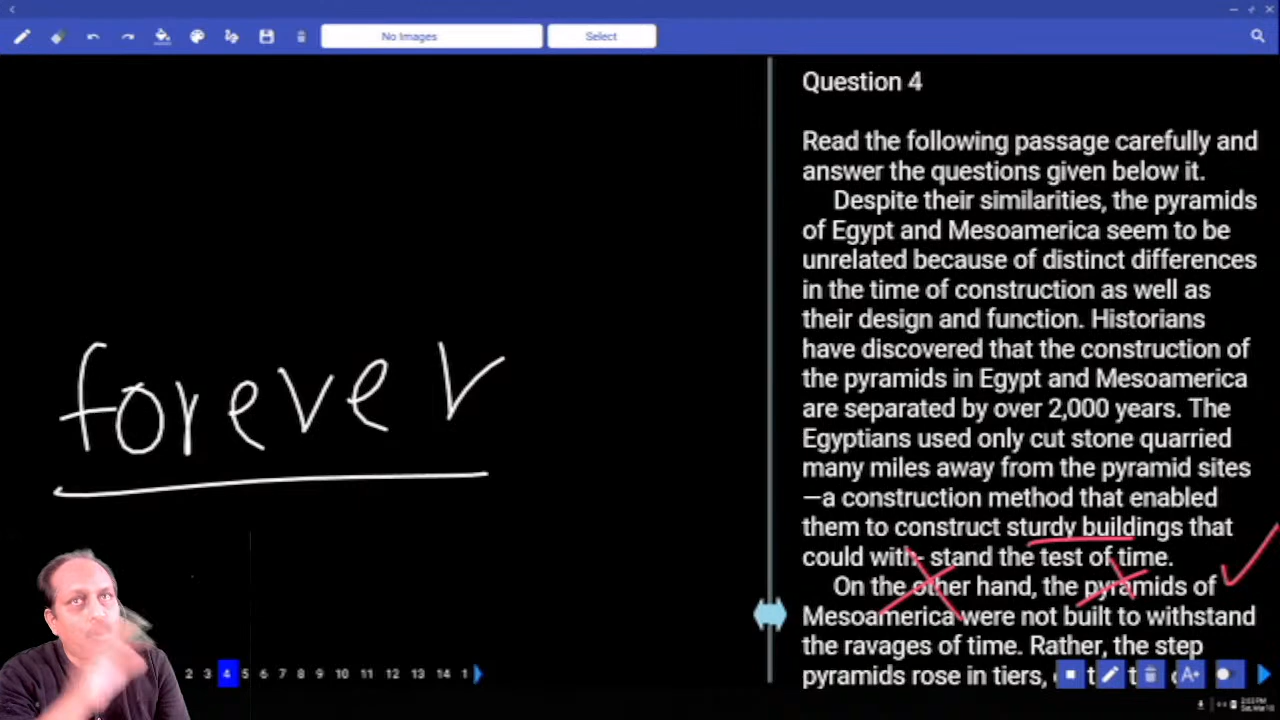 No Images
Select
Question 4
Read the following passage carefully and
answer the questions given below it.
Despite their similarities, the pyramids
of Egypt and Mesoamerica seem to be
unrelated because of distinct differences
in the time of construction as well as
their design and function. Historians
have discovered that the construction of
the pyramids in Egypt and Mesoamerica
are separated by over 2,000 years. The
Egyptians used only cut stone quarried
many miles away from the pyramid sites
—a construction method that enabled
them to construct sturdy buildings that
could with- stand the test of time.
On the other hand, the pyramids of
Mesoamerica were not built to withstand
the ravages of time. Rather, the step
pyramids rose in tiers,
forever
2 3 4 5 6 7 8 9 10 11 12 13 14 1
A+